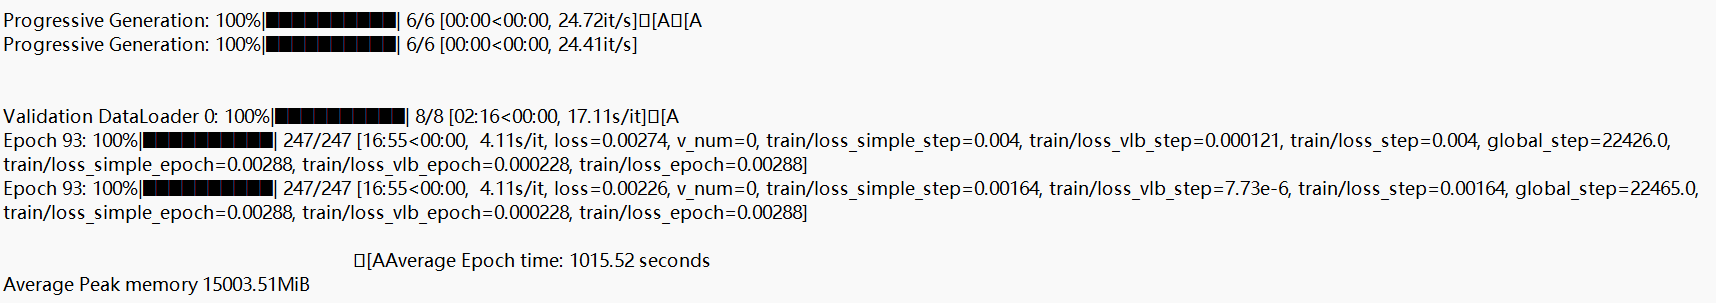 Progressive Generation: 100%|██████████| 6/6 [00:00<00:00, 24.72it/s]□[A□[A
Progressive Generation: 100%|██████████| 6/6 [00:00<00:00, 24.41it/s]
Validation DataLoader 0: 100%|██████████| 8/8 [02:16<00:00, 17.11s/it]□[A
Epoch 93: 100%|██████████| 247/247 [16:55<00:00,  4.11s/it, loss=0.00274, v_num=0, train/loss_simple_step=0.004, train/loss_vlb_step=0.000121, train/loss_step=0.004, global_step=22426.0,
train/loss_simple_epoch=0.00288, train/loss_vlb_epoch=0.000228, train/loss_epoch=0.00288]
Epoch 93: 100%|██████████| 247/247 [16:55<00:00,  4.11s/it, loss=0.00226, v_num=0, train/loss_simple_step=0.00164, train/loss_vlb_step=7.73e-6, train/loss_step=0.00164, global_step=22465.0,
train/loss_simple_epoch=0.00288, train/loss_vlb_epoch=0.000228, train/loss_epoch=0.00288]
□[AAverage Epoch time: 1015.52 seconds
Average Peak memory 15003.51MiB